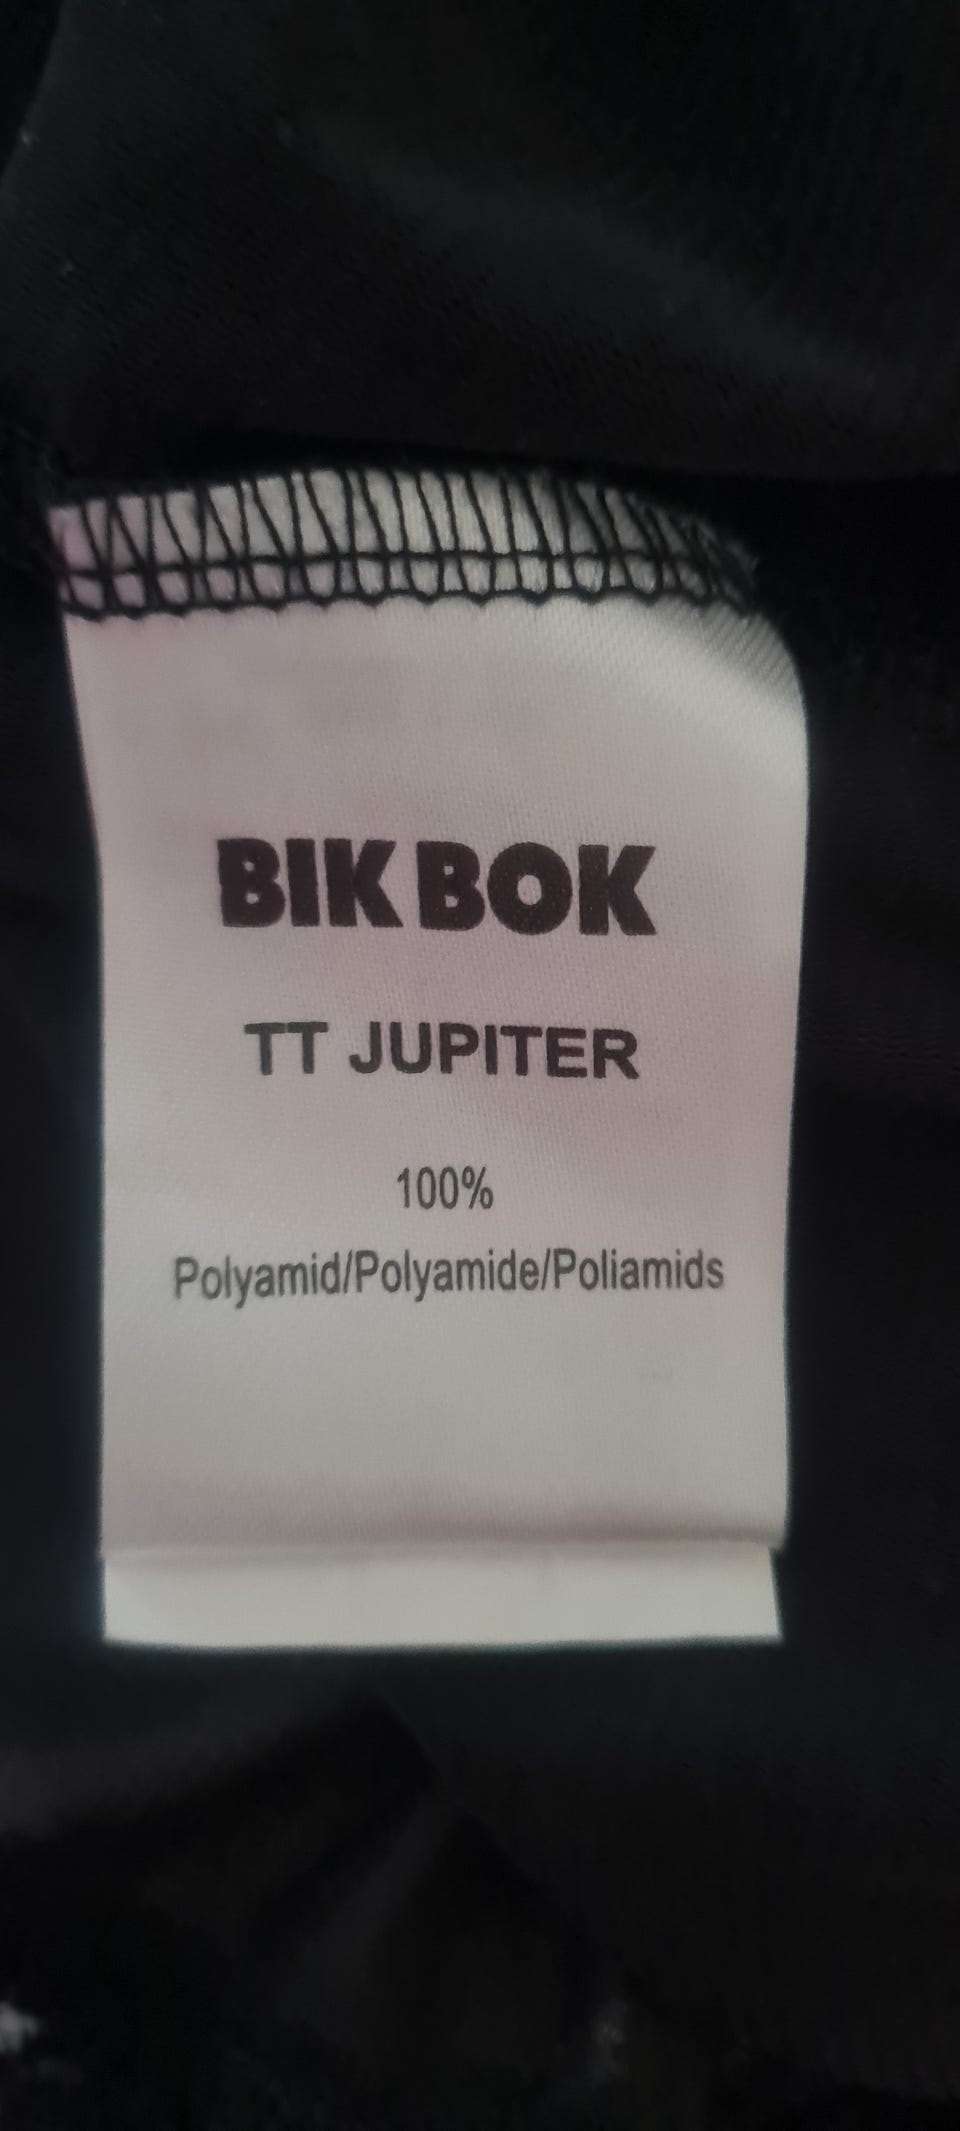 BIK BOK
TT JUPITER
100%
Polyamid/Polyamide/Poliamids